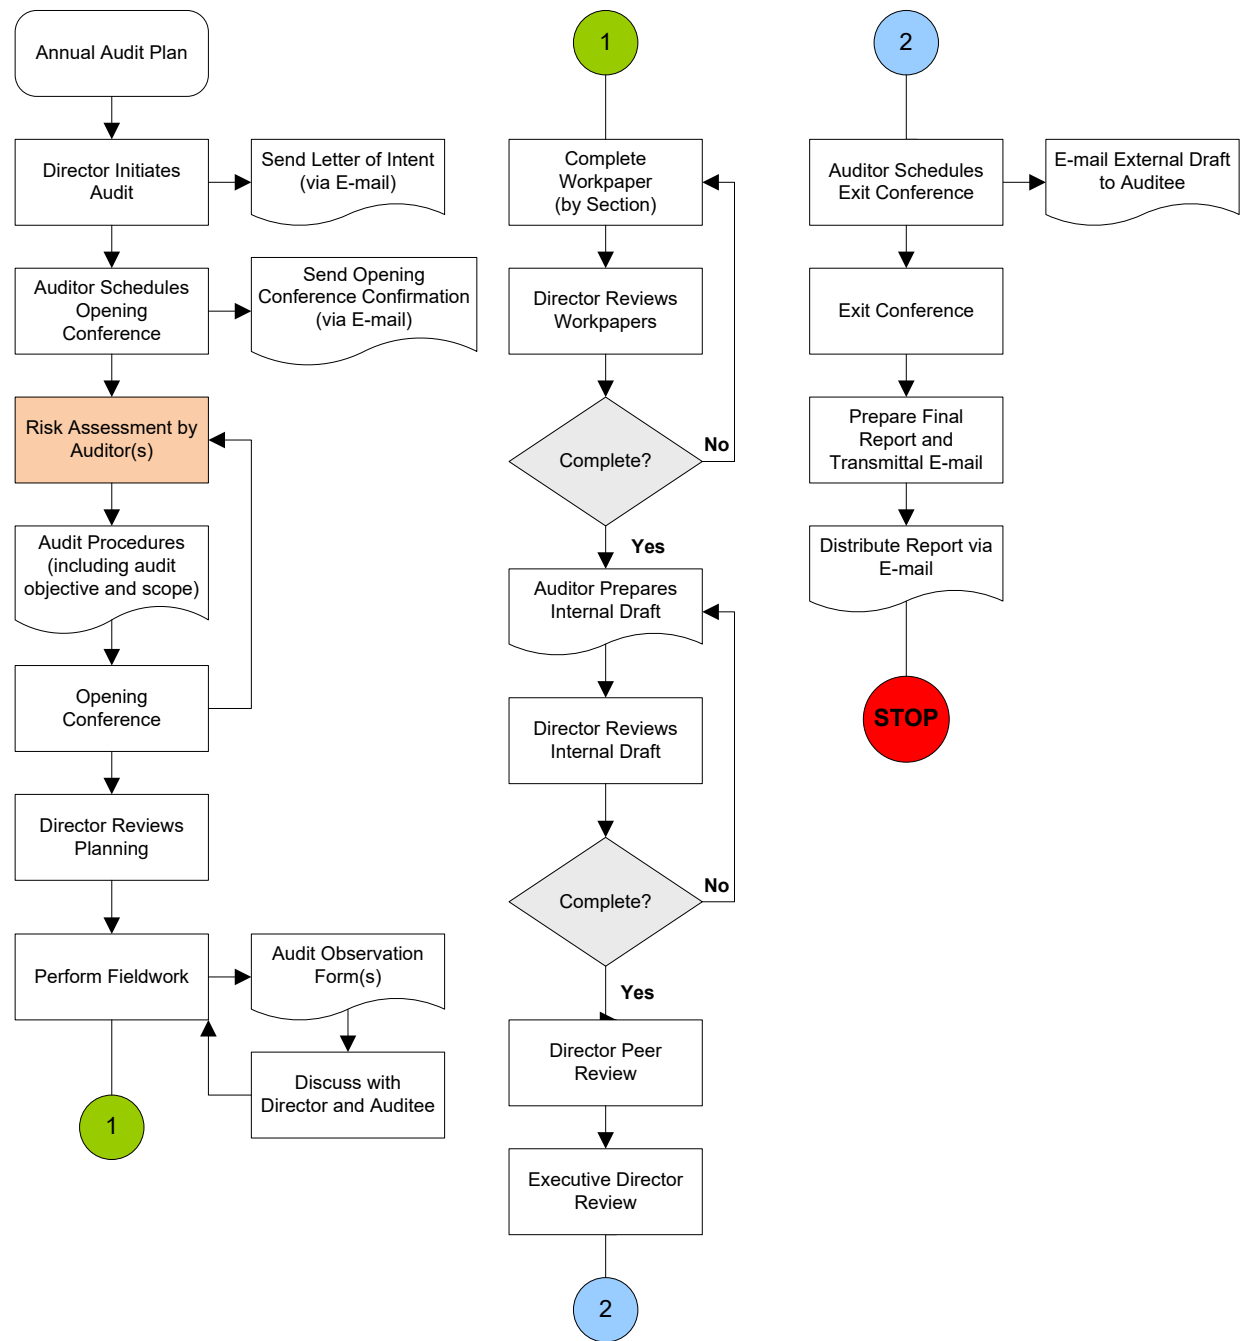 Annual Audit Plan
Director Initiates
Audit
Send Letter of Intent
(via E-mail)
Auditor Schedules
Opening
Conference
Send Opening
Conference Confirmation
(via E-mail)
Risk Assessment by
Auditor(s)
Audit Procedures
(including audit
objective and scope)
Opening
Conference
Director Reviews
Planning
Perform Fieldwork
Audit Observation
Form(s)
Discuss with
Director and Auditee
1
1
Complete
Workpaper
(by Section)
Director Reviews
Workpapers
Complete?
No
Yes
Auditor Prepares
Internal Draft
Director Reviews
Internal Draft
Complete?
No
Yes
Director Peer
Review
Executive Director
Review
2
2
Auditor Schedules
Exit Conference
E-mail External Draft
to Auditee
Exit Conference
Prepare Final
Report and
Transmittal E-mail
Distribute Report via
E-mail
STOP